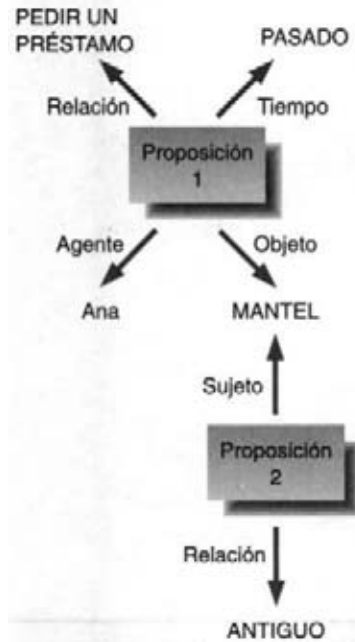 PEDIR UN
PRÉSTAMO
PASADO
Relación
Tiempo
Proposición
1
Agente
Objeto
Ana
MANTEL
Sujeto
Proposición
2
Relación
ANTIGUO